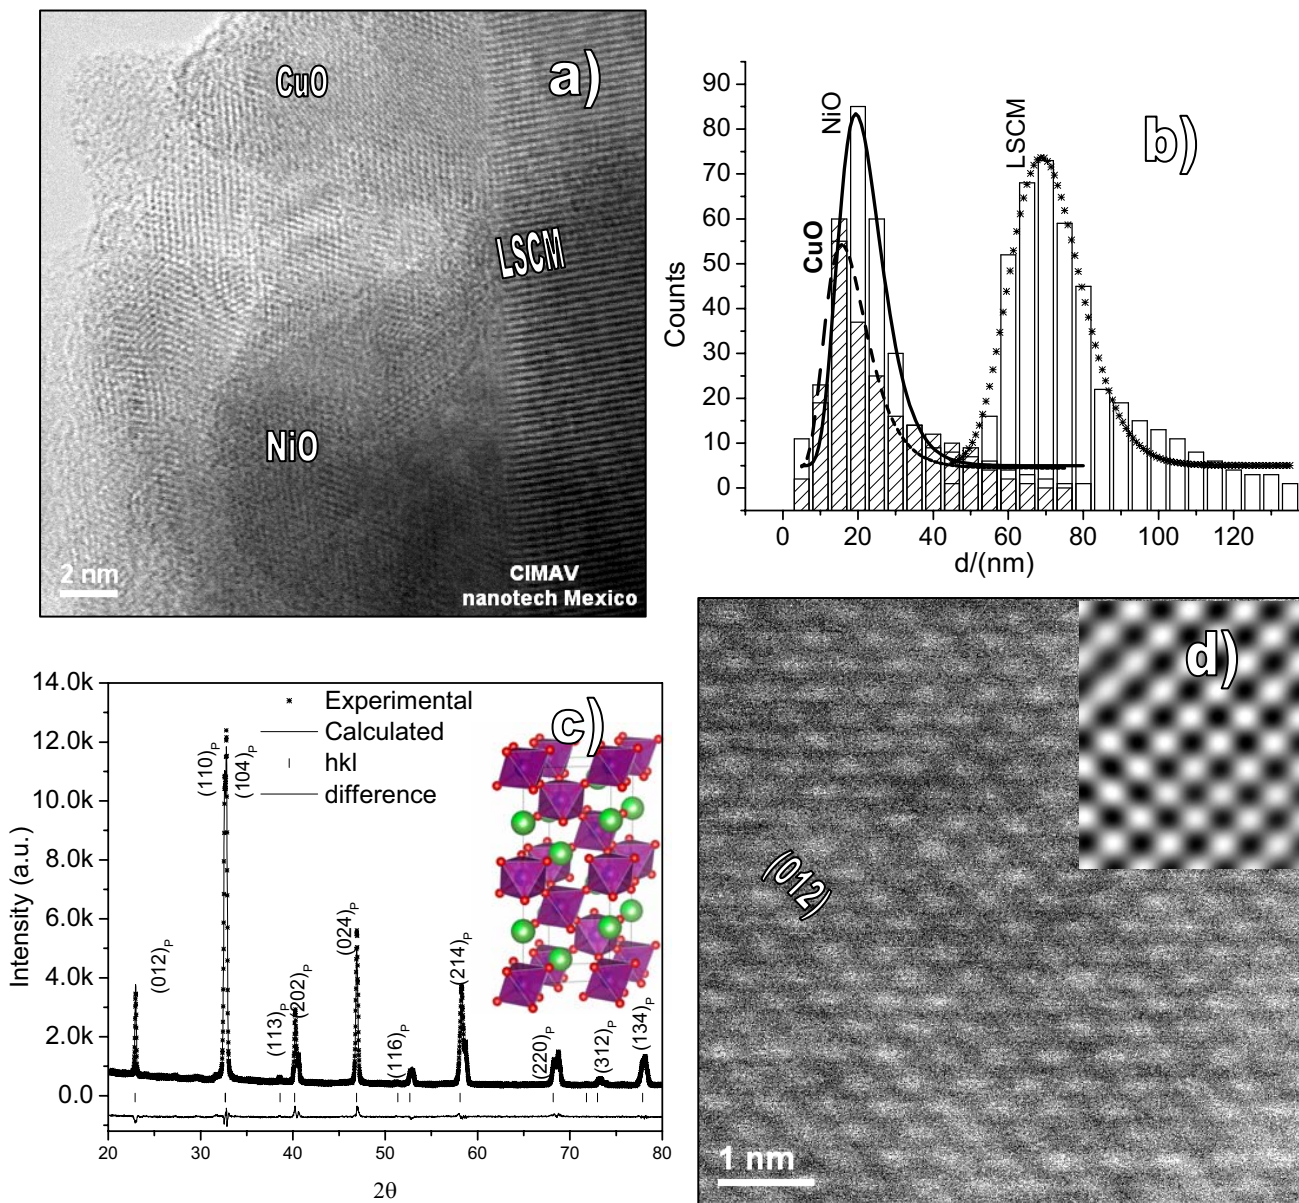 a)
CuO
LSCM
NiO
2 nm
CIMAV
nanotech Mexico
b)
90
80
70
60
50
40
30
20
10
0
Counts
NiO
CuO
LSCM
0 20 40 60 80 100 120
d/(nm)
c)
14.0k
12.0k
10.0k
8.0k
6.0k
4.0k
2.0k
0.0
Intensity (a.u.)
Experimental
Calculated
hkl
difference
(012)P
(110)P
(104)P
(113)P
(202)P
(024)P
(116)P
(214)P
(220)P
(312)P
(134)P
20 30 40 50 60 70 80
2θ
d)
(012)
1 nm